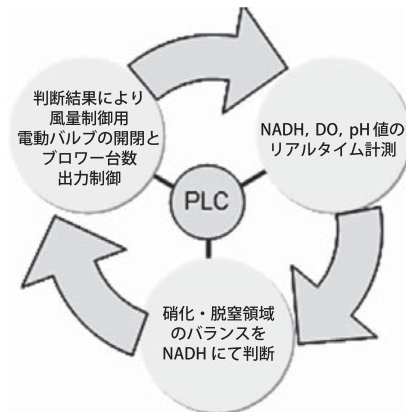 判断結果により
風量制御用
電動バルブの開閉と
ブロワー台数
出力制御
NADH, DO, pH値の
リアルタイム計測
PLC
硝化・脱窒領域
のバランスを
NADHにて判断